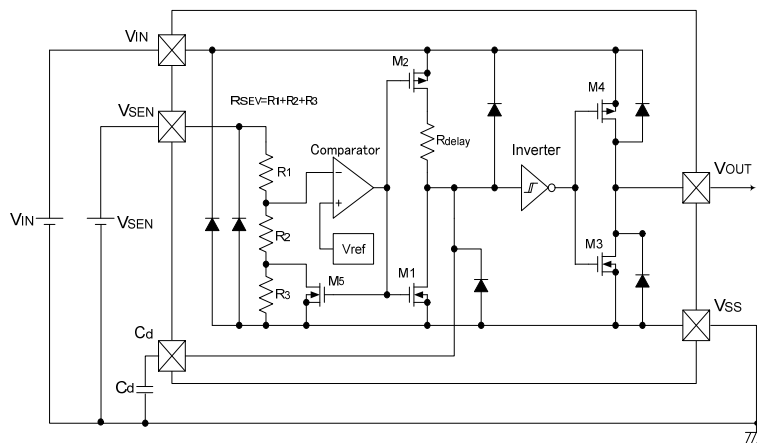 VIN
M2
M4
RSEV=R1+R2+R3
VSEN
Rdelay
Comparator
Inverter
R1
−
+
VOUT
VIN
VSEN
R2
Vref
M3
M5
M1
R3
VSS
Cd
Cd